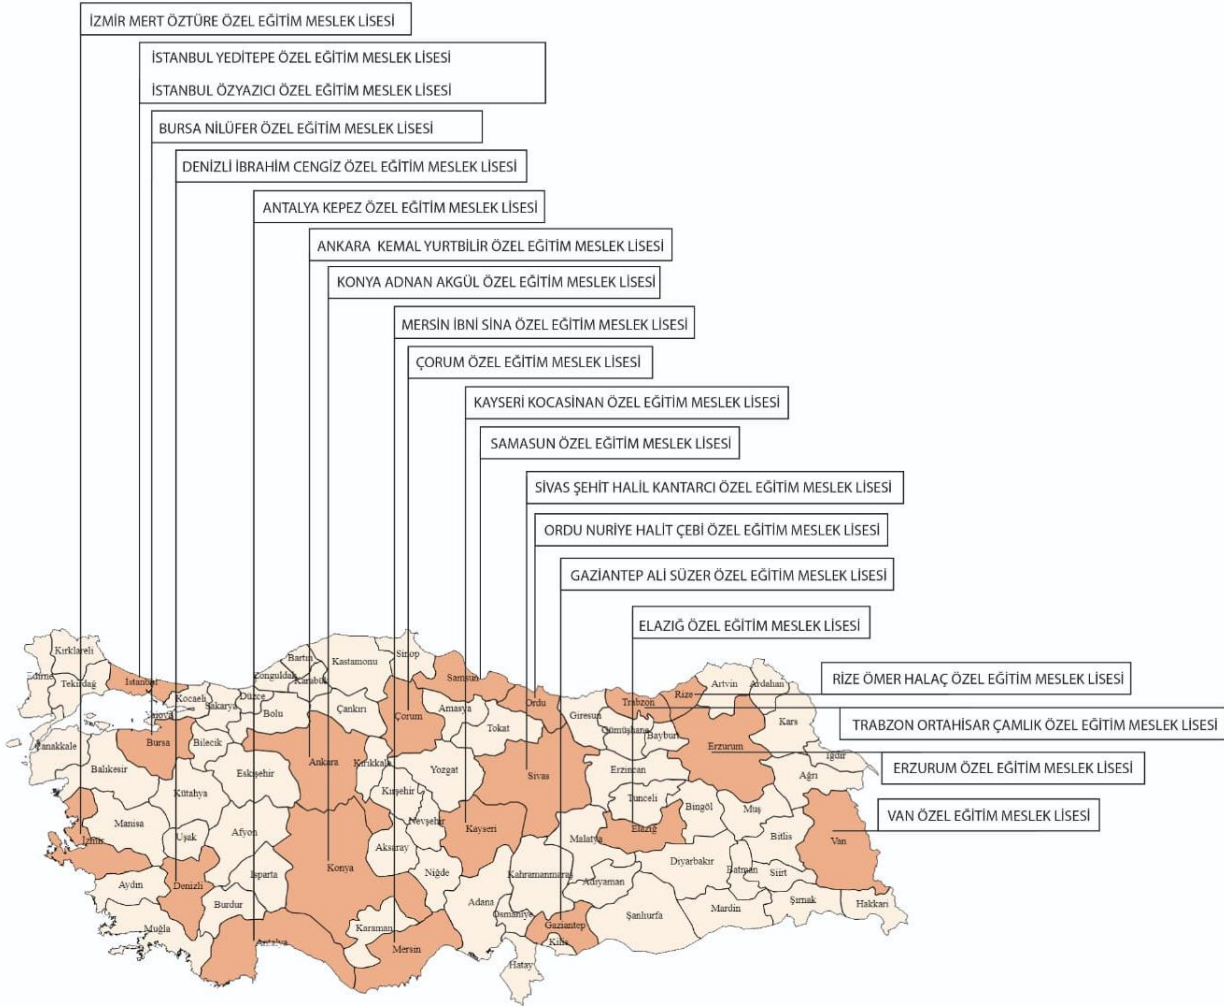 İZMİR MERT ÖZTÜRE ÖZEL EĞİTİM MESLEK LİSESİ
İSTANBUL YEDİTEPE ÖZEL EĞİTİM MESLEK LİSESİ
İSTANBUL ÖZYAZICI ÖZEL EĞİTİM MESLEK LİSESİ
BURSA NİLÜFER ÖZEL EĞİTİM MESLEK LİSESİ
DENİZLİ İBRAHİM CENGİZ ÖZEL EĞİTİM MESLEK LİSESİ
ANTALYA KEPEZ ÖZEL EĞİTİM MESLEK LİSESİ
ANKARA KEMAL YURTBİLİR ÖZEL EĞİTİM MESLEK LİSESİ
KONYA ADNAN AKGÜL ÖZEL EĞİTİM MESLEK LİSESİ
MERSİN İBNİ SİNA ÖZEL EĞİTİM MESLEK LİSESİ
ÇORUM ÖZEL EĞİTİM MESLEK LİSESİ
KAYSERİ KOCASİNAN ÖZEL EĞİTİM MESLEK LİSESİ
SAMASUN ÖZEL EĞİTİM MESLEK LİSESİ
SİVAS ŞEHİT HALİL KANTARCI ÖZEL EĞİTİM MESLEK LİSESİ
ORDU NURİYE HALİT ÇEBİ ÖZEL EĞİTİM MESLEK LİSESİ
GAZİANTEP ALİ SÜZER ÖZEL EĞİTİM MESLEK LİSESİ
ELAZIĞ ÖZEL EĞİTİM MESLEK LİSESİ
RİZE ÖMER HALAÇ ÖZEL EĞİTİM MESLEK LİSESİ
TRABZON ORTAHİSAR ÇAMLIK ÖZEL EĞİTİM MESLEK LİSESİ
ERZURUM ÖZEL EĞİTİM MESLEK LİSESİ
VAN ÖZEL EĞİTİM MESLEK LİSESİ
Kırklareli
Tekirdağ
İstanbul
Kocaeli
Sakarya
Düzce
Zonguldak
Bartın
Karabük
Kastamonu
Sinop
Samsun
Ordu
Giresun
Trabzon
Rize
Artvin
Ardahan
Kars
Iğdır
Çanakkale
Bursa
Bilecik
Bolu
Çankırı
Çorum
Amasya
Tokat
Gümüşhane
Bayburt
Erzurum
Ağrı
Balıkesir
Kütahya
Eskişehir
Ankara
Kırıkkale
Yozgat
Sivas
Erzincan
Tunceli
Bingöl
Muş
Manisa
İzmir
Uşak
Afyon
Kırşehir
Nevşehir
Kayseri
Malatya
Elazığ
Bitlis
Van
Aydın
Denizli
Isparta
Burdur
Konya
Aksaray
Niğde
Kahramanmaraş
Adıyaman
Diyarbakır
Batman
Siirt
Şırnak
Hakkari
Muğla
Antalya
Karaman
Mersin
Adana
Osmaniye
Gaziantep
Kilis
Şanlıurfa
Mardin
Hatay